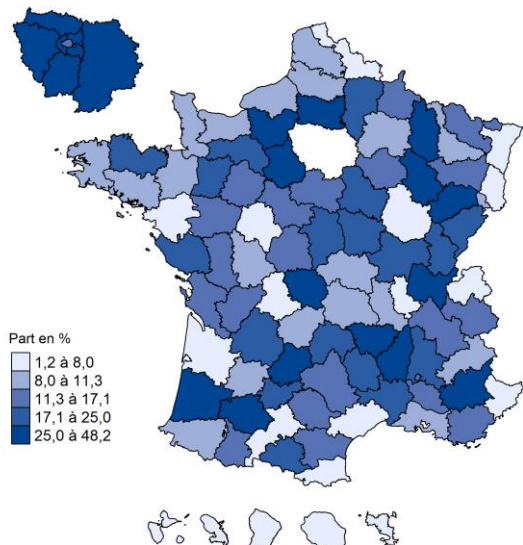 Part en %
1,2 à 8,0
8,0 à 11,3
11,3 à 17,1
17,1 à 25,0
25,0 à 48,2